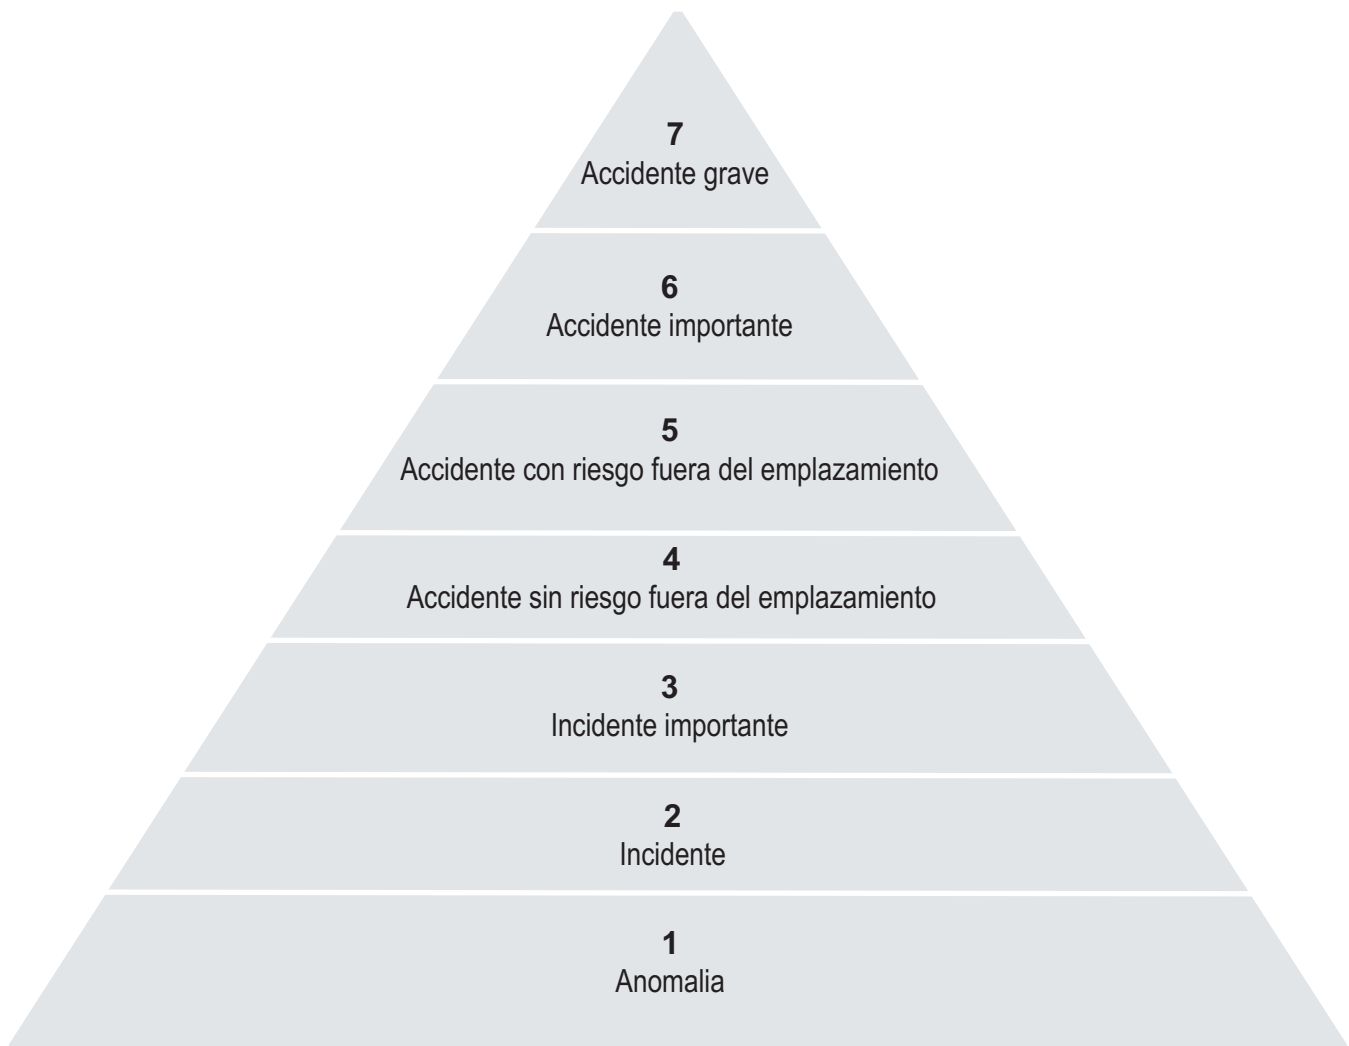 7
Accidente grave
6
Accidente importante
5
Accidente con riesgo fuera del emplazamiento
4
Accidente sin riesgo fuera del emplazamiento
3
Incidente importante
2
Incidente
1
Anomalia